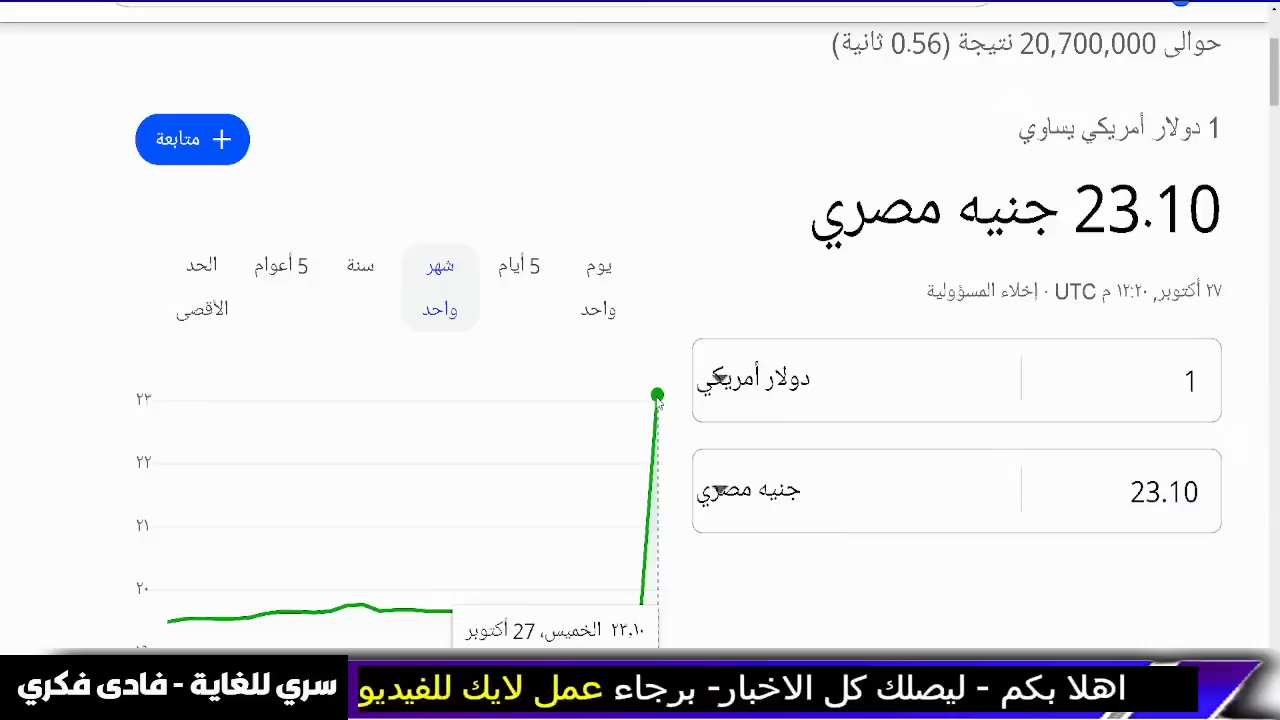 حوالى 20,700,000 نتيجة (0.56 ثانية)
متابعة +
1 دولار أمريكي يساوي
23.10 جنيه مصري
٢٧ أكتوبر, ١٢:٢٠ م UTC · إخلاء المسؤولية
يوم واحد
5 أيام
شهر واحد
سنة
5 أعوام
الحد الأقصى
1
دولار أمريكي
23.10
جنيه مصري
٢٣
٢٢
٢١
٢٠
٢٣,١٠ الخميس، 27 أكتوبر
اهلا بكم - ليصلك كل الاخبار- برجاء عمل لايك للفيديو
سري للغاية - فادى فكري